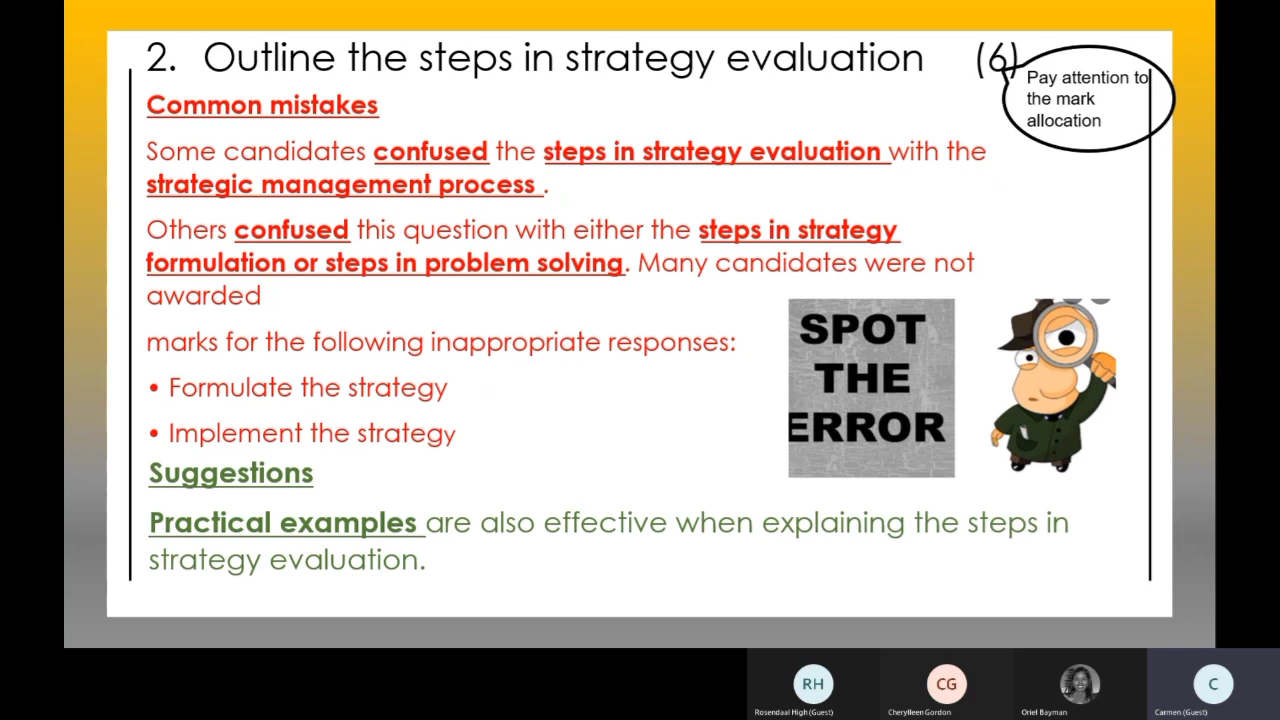 2. Outline the steps in strategy evaluation (6)
Pay attention to
the mark
allocation
Common mistakes
Some candidates confused the steps in strategy evaluation with the
strategic management process .
Others confused this question with either the steps in strategy
formulation or steps in problem solving. Many candidates were not
awarded
marks for the following inappropriate responses:
• Formulate the strategy
• Implement the strategy
SPOT
THE
ERROR
Suggestions
Practical examples are also effective when explaining the steps in
strategy evaluation.
RH
CG
C
Rosendaal High (Guest)
Cherylleen Gordon
Oriel Bayman
Carmen (Guest)